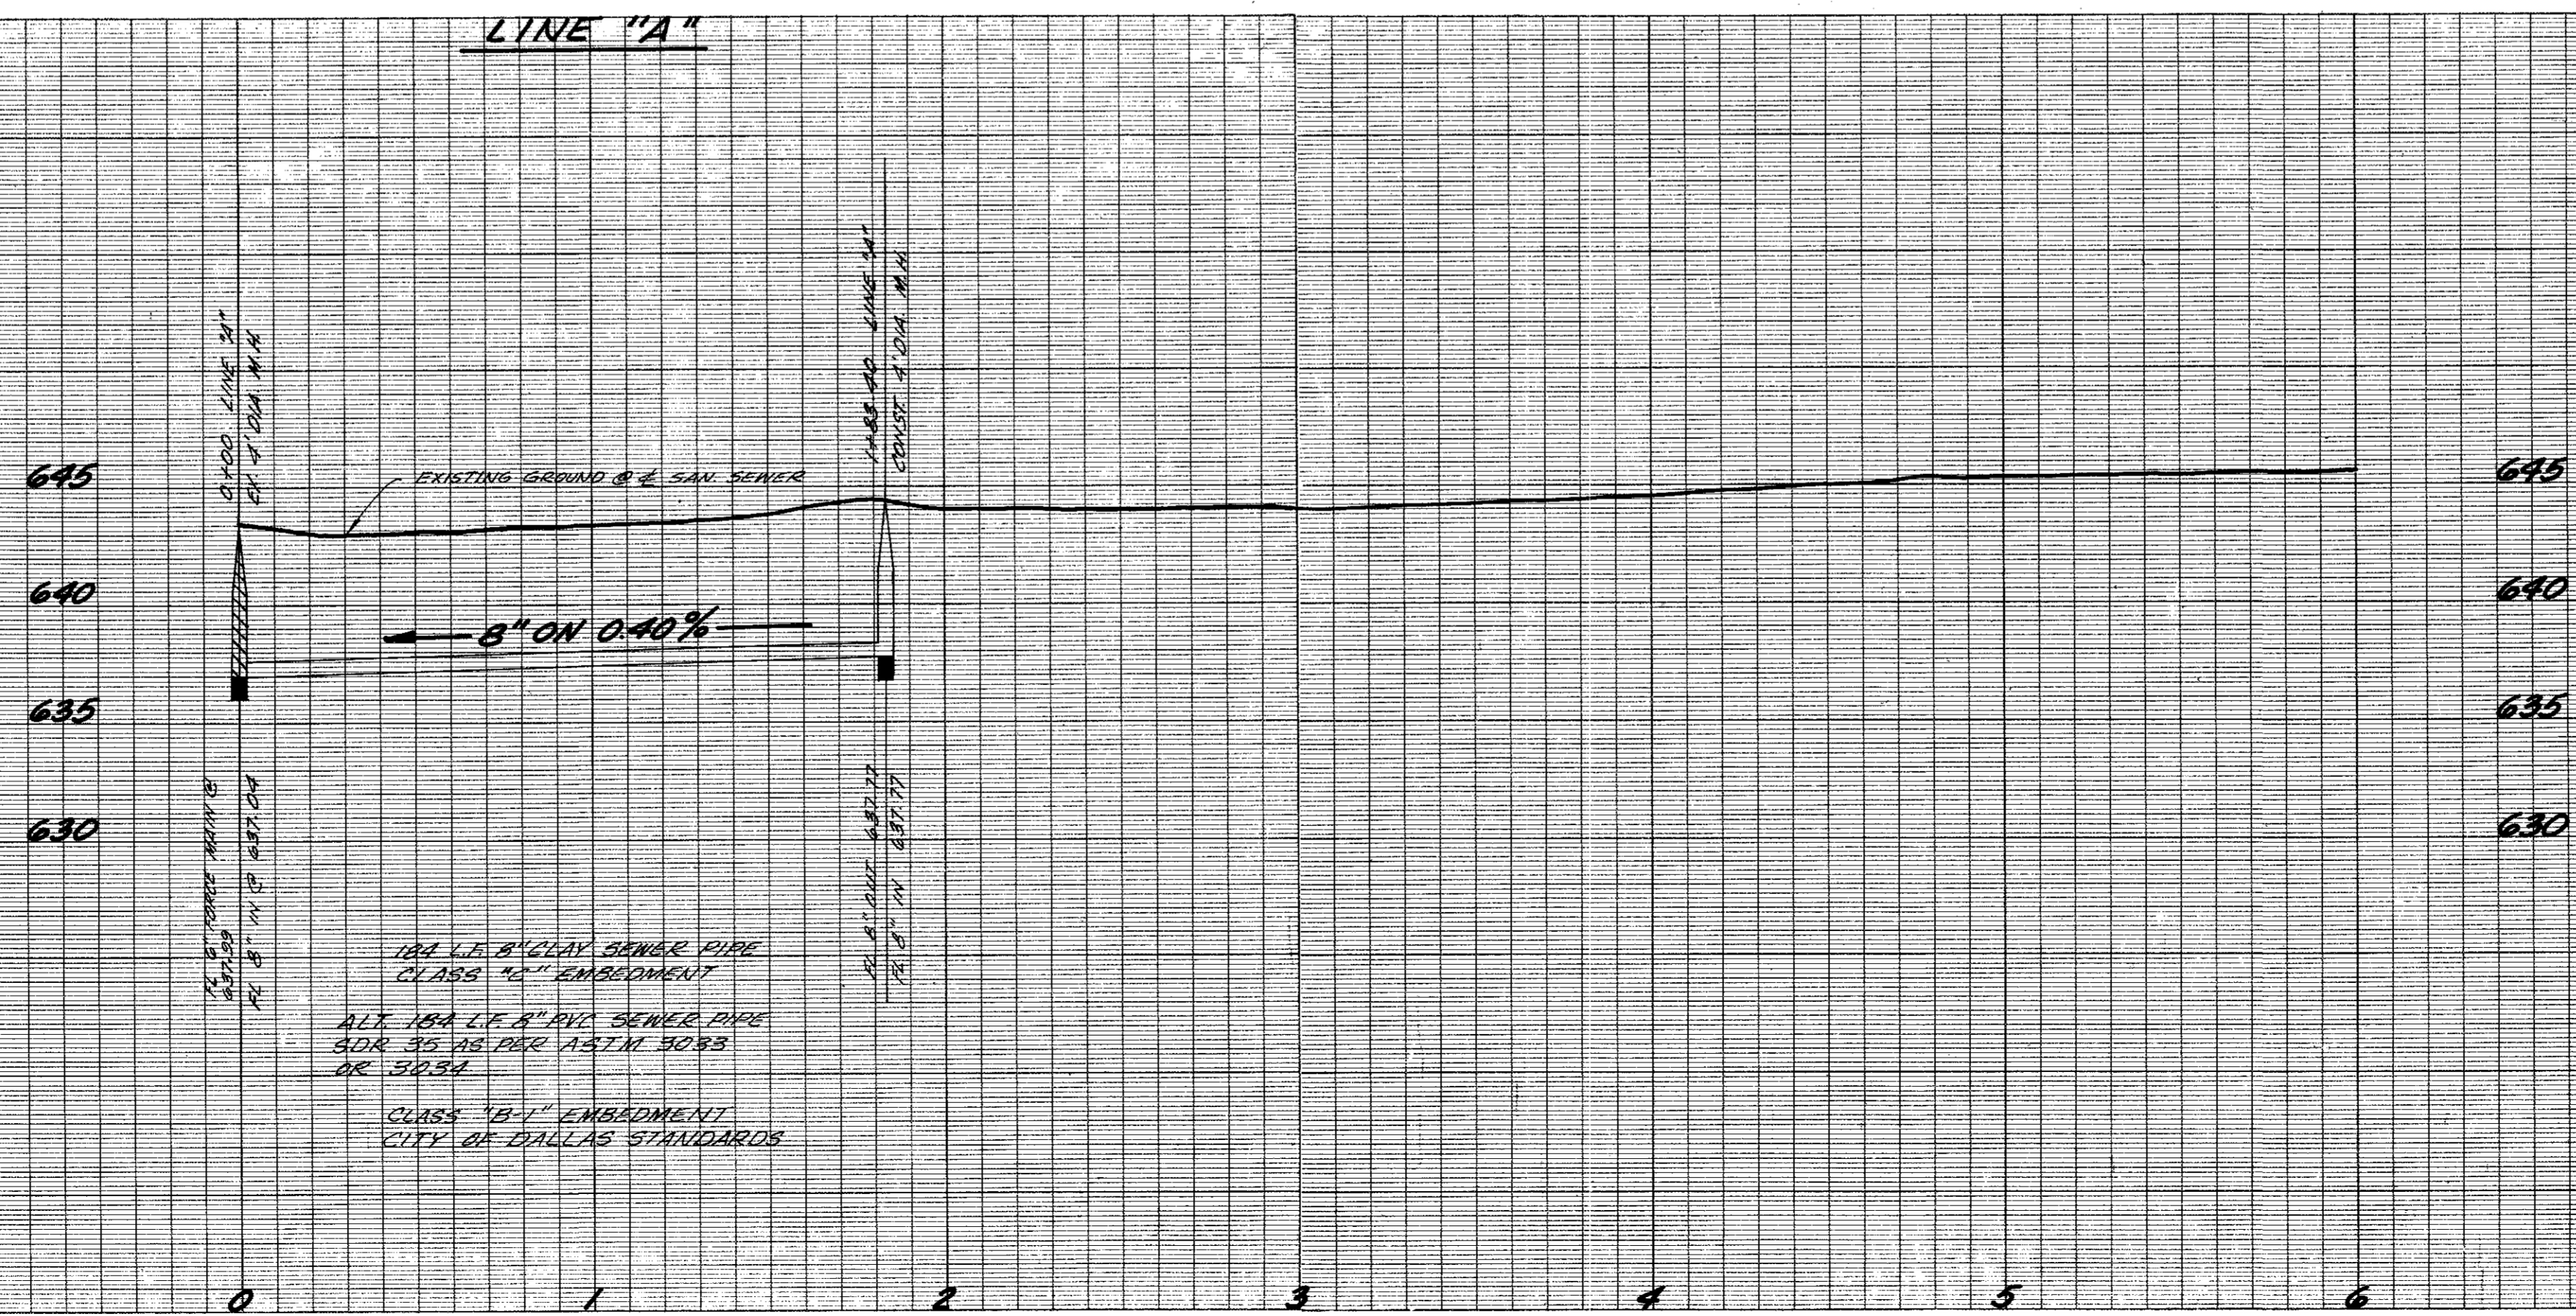 LINE "A"
0+00 LINE "A"
EX. 4' DIA. M.H.
1+83.40 LINE "A"
CONST. 4' DIA. M.H.
645
EXISTING GROUND @ ℄ SAN. SEWER
645
640
8" ON 0.40%
640
635
635
630
630
FL 6" FORCE MAIN @
637.99
FL 8" IN @ 637.04
FL 8" OUT 637.77
FL 8" IN 637.77
184 L.F. 8" CLAY SEWER PIPE
CLASS "C" EMBEDMENT
ALT. 184 L.F. 8" PVC SEWER PIPE
SDR 35 AS PER ASTM 3033
OR 3034
CLASS "B-1" EMBEDMENT
CITY OF DALLAS STANDARDS
0 1 2 3 4 5 6